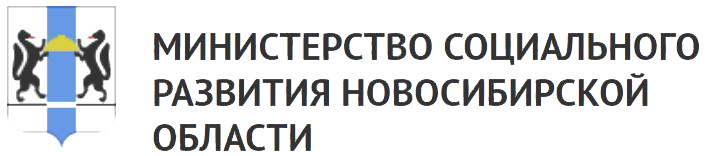 МИНИСТЕРСТВО СОЦИАЛЬНОГО
РАЗВИТИЯ НОВОСИБИРСКОЙ
ОБЛАСТИ